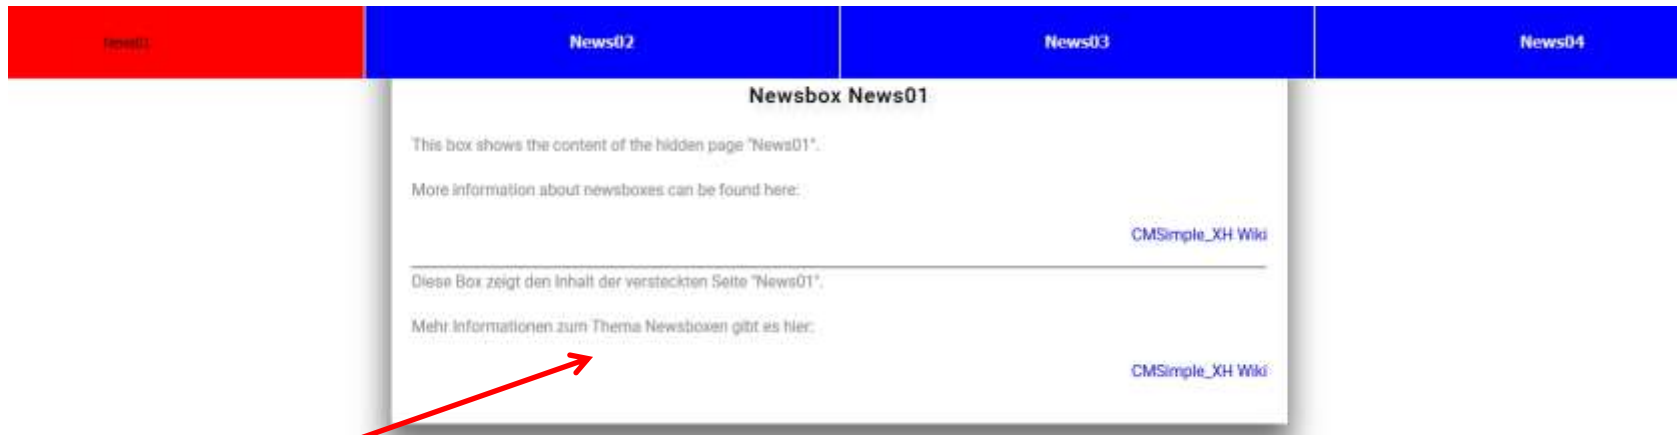 News01
News02
News03
News04
Newsbox News01
This box shows the content of the hidden page "News01".
More information about newsboxes can be found here:
CMSimple_XH Wiki
Diese Box zeigt den Inhalt der versteckten Seite "News01".
Mehr Informationen zum Thema Newsboxen gibt es hier:
CMSimple_XH Wiki